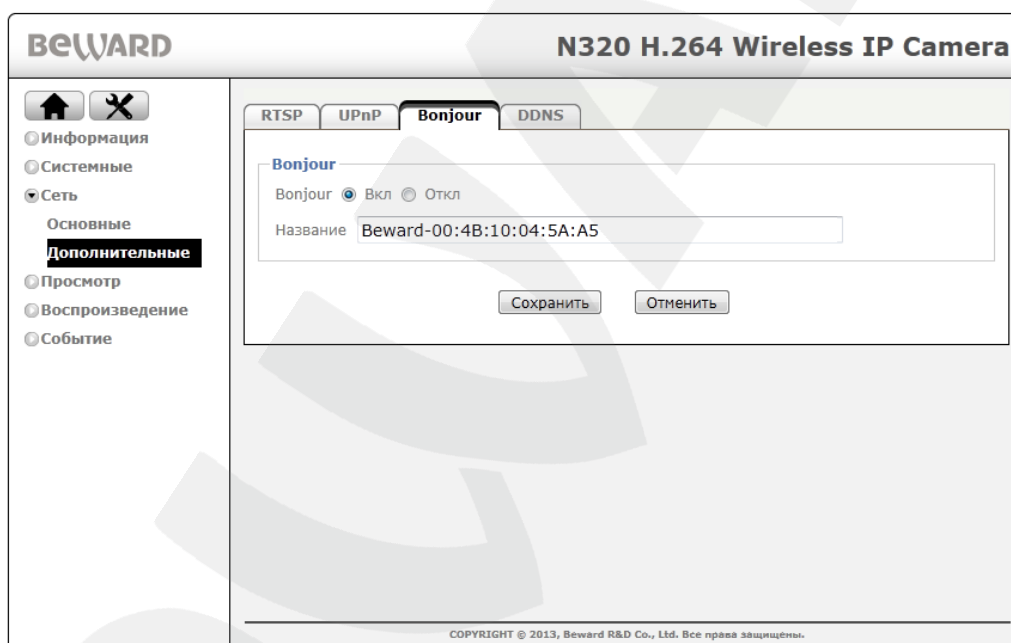 BEWARD
N320 H.264 Wireless IP Camera
Информация
Системные
Сеть
Основные
Дополнительные
Просмотр
Воспроизведение
Событие
RTSP UPnP Bonjour DDNS
Bonjour
Bonjour Вкл Откл
Название Beward-00:4B:10:04:5A:A5
Сохранить Отменить
COPYRIGHT © 2013, Beward R&D Co., Ltd. Все права защищены.